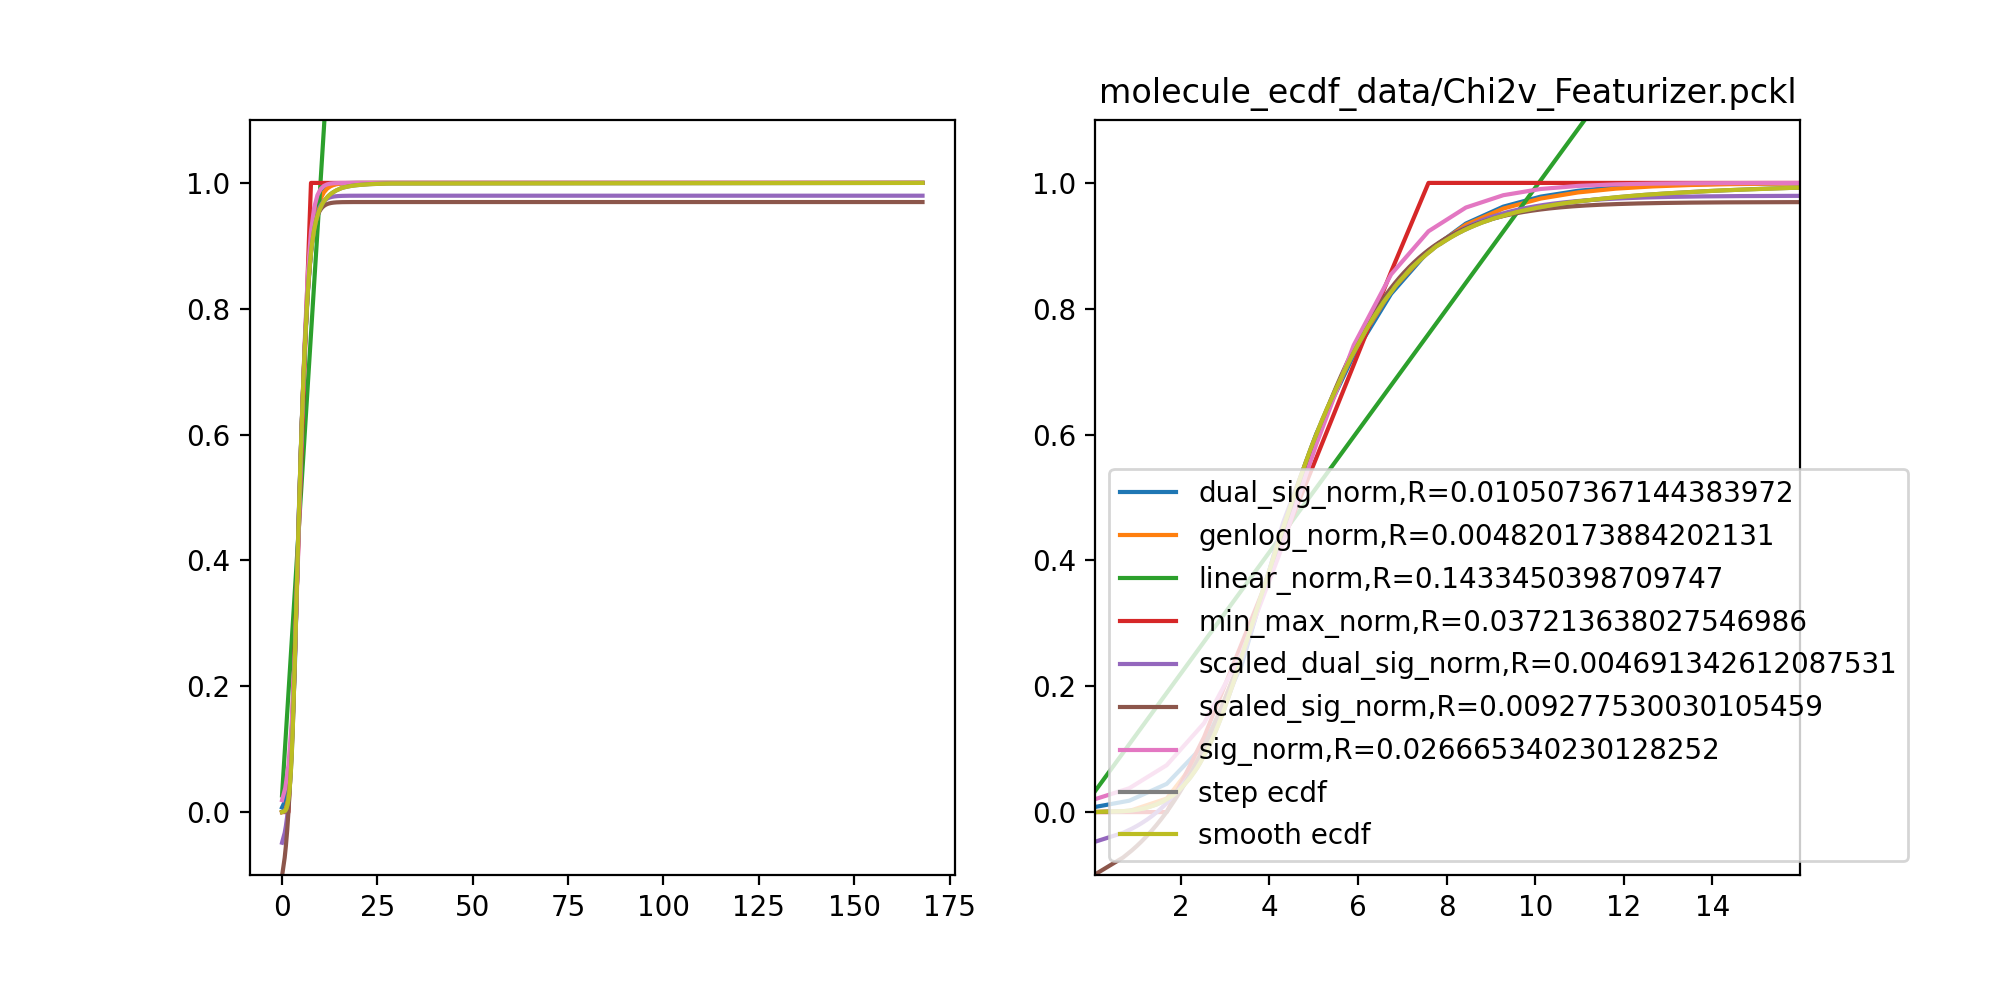 molecule_ecdf_data/Chi2v_Featurizer.pckl
1.0
0.8
0.6
0.4
0.2
0.0
0 25 50 75 100 125 150 175
1.0
0.8
0.6
0.4
0.2
0.0
2 4 6 8 10 12 14
dual_sig_norm,R=0.010507367144383972
genlog_norm,R=0.004820173884202131
linear_norm,R=0.1433450398709747
min_max_norm,R=0.037213638027546986
scaled_dual_sig_norm,R=0.004691342612087531
scaled_sig_norm,R=0.009277530030105459
sig_norm,R=0.026665340230128252
step ecdf
smooth ecdf